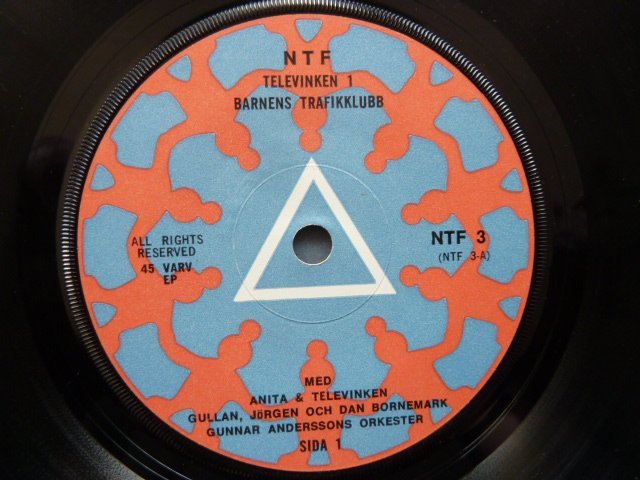 NTF
TELEVINKEN 1
BARNENS TRAFIKKLUBB
ALL RIGHTS
RESERVED
45 VARV
EP
NTF 3
(NTF 3-A)
MED
ANITA & TELEVINKEN
GULLAN, JöRGEN OCH DAN BORNEMARK
GUNNAR ANDERSSONS ORKESTER
SIDA 1